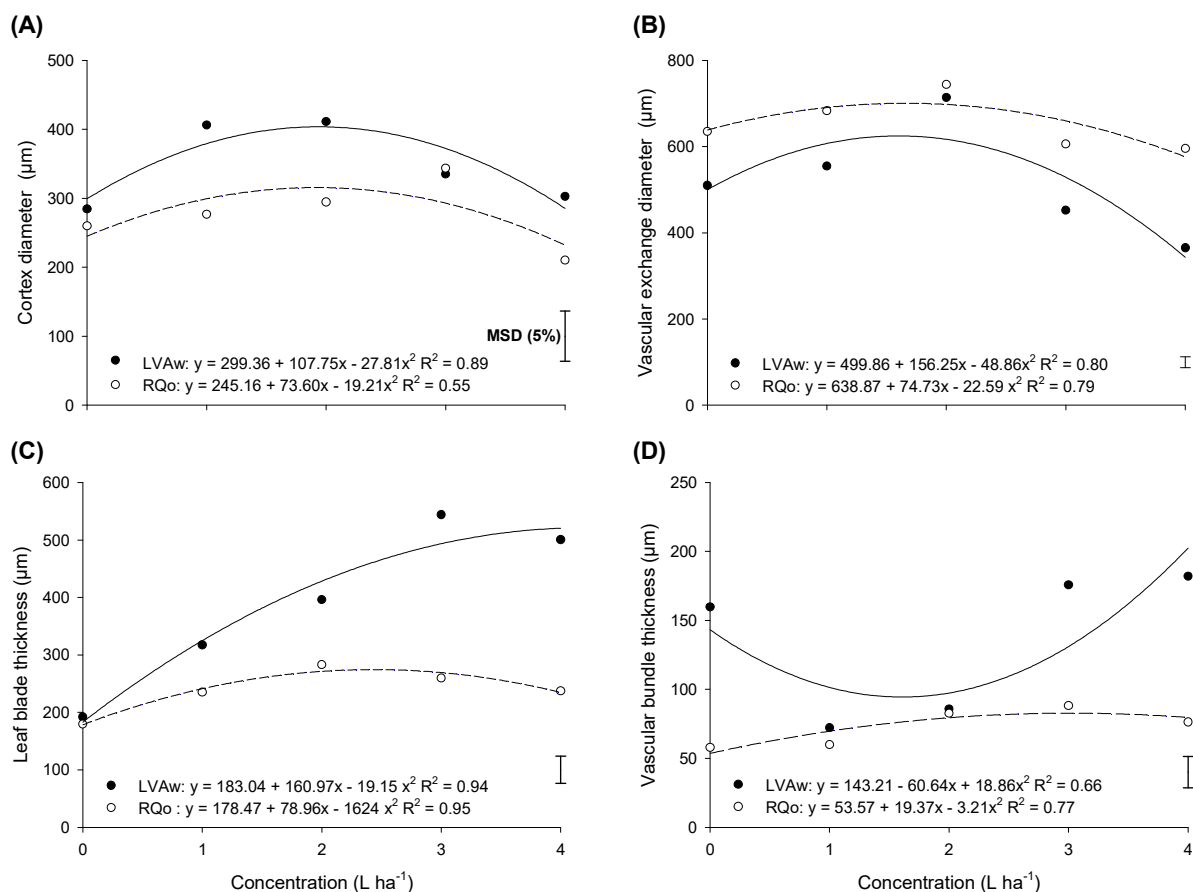 (A)
500
400
300
200
100
0
Cortex diameter (µm)
MSD (5%)
LVAw: y = 299.36 + 107.75x - 27.81x² R² = 0.89
RQo: y = 245.16 + 73.60x - 19.21x² R² = 0.55
(B)
800
600
400
200
0
Vascular exchange diameter (µm)
LVAw: y = 499.86 + 156.25x - 48.86x² R² = 0.80
RQo: y = 638.87 + 74.73x - 22.59 x² R² = 0.79
(C)
600
500
400
300
200
100
0
Leaf blade thickness (µm)
LVAw: y = 183.04 + 160.97x - 19.15 x² R² = 0.94
RQo : y = 178.47 + 78.96x - 1624 x² R² = 0.95
0 1 2 3 4
Concentration (L ha⁻¹)
(D)
250
200
150
100
50
0
Vascular bundle thickness (µm)
LVAw: y = 143.21 - 60.64x + 18.86x² R² = 0.66
RQo: y = 53.57 + 19.37x - 3.21x² R² = 0.77
0 1 2 3 4
Concentration (L ha⁻¹)